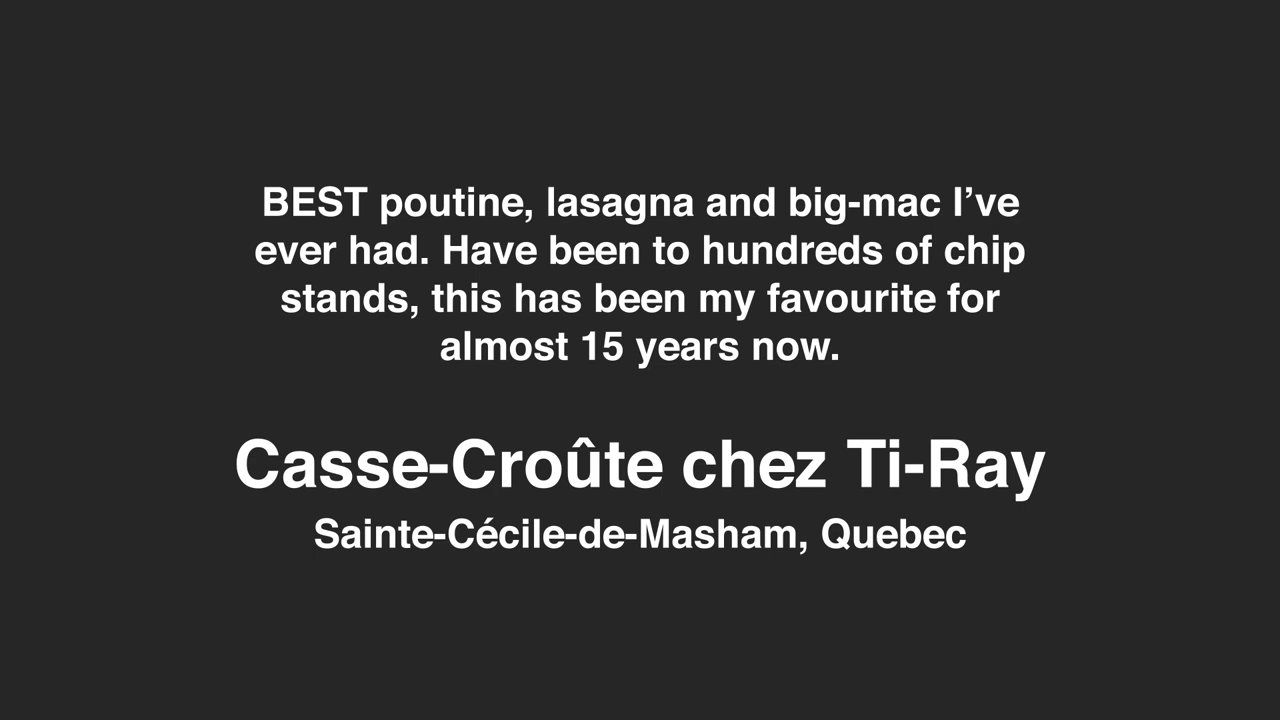 BEST poutine, lasagna and big-mac I’ve
ever had. Have been to hundreds of chip
stands, this has been my favourite for
almost 15 years now.
Casse-Croûte chez Ti-Ray
Sainte-Cécile-de-Masham, Quebec